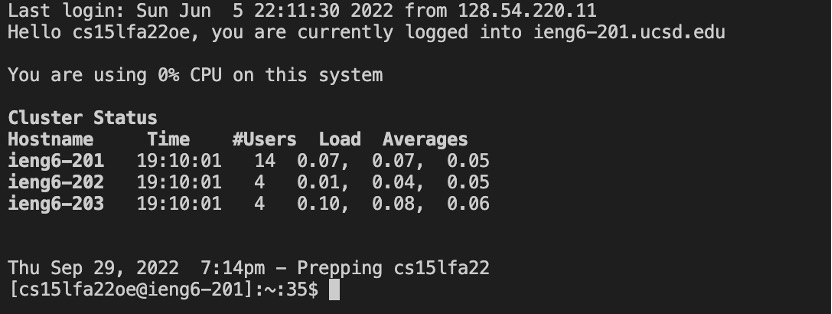 Last login: Sun Jun  5 22:11:30 2022 from 128.54.220.11
Hello cs15lfa22oe, you are currently logged into ieng6-201.ucsd.edu
You are using 0% CPU on this system
Cluster Status
Hostname     Time    #Users  Load  Averages
ieng6-201   19:10:01   14  0.07,  0.07,  0.05
ieng6-202   19:10:01   4   0.01,  0.04,  0.05
ieng6-203   19:10:01   4   0.10,  0.08,  0.06
Thu Sep 29, 2022  7:14pm - Prepping cs15lfa22
[cs15lfa22oe@ieng6-201]:~:35$